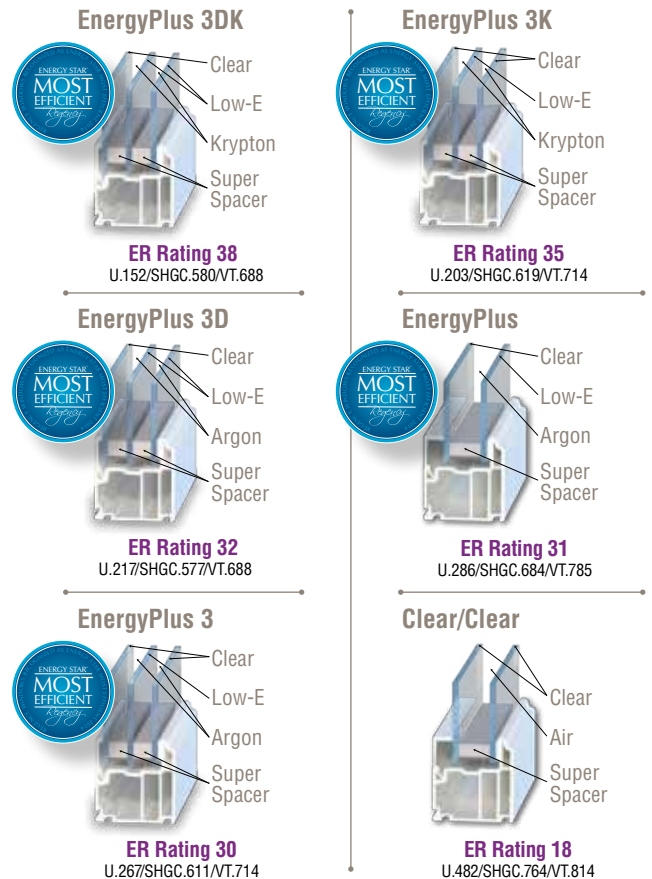 EnergyPlus 3DK
ENERGY STAR
MOST
EFFICIENT
Regency
Clear
Low-E
Krypton
Super
Spacer
ER Rating 38
U.152/SHGC.580/VT.688
EnergyPlus 3K
ENERGY STAR
MOST
EFFICIENT
Regency
Clear
Low-E
Krypton
Super
Spacer
ER Rating 35
U.203/SHGC.619/VT.714
EnergyPlus 3D
ENERGY STAR
MOST
EFFICIENT
Regency
Clear
Low-E
Argon
Super
Spacer
ER Rating 32
U.217/SHGC.577/VT.688
EnergyPlus
ENERGY STAR
MOST
EFFICIENT
Regency
Clear
Low-E
Argon
Super
Spacer
ER Rating 31
U.286/SHGC.684/VT.785
EnergyPlus 3
ENERGY STAR
MOST
EFFICIENT
Regency
Clear
Low-E
Argon
Super
Spacer
ER Rating 30
U.267/SHGC.611/VT.714
Clear/Clear
Clear
Air
Super
Spacer
ER Rating 18
U.482/SHGC.764/VT.814